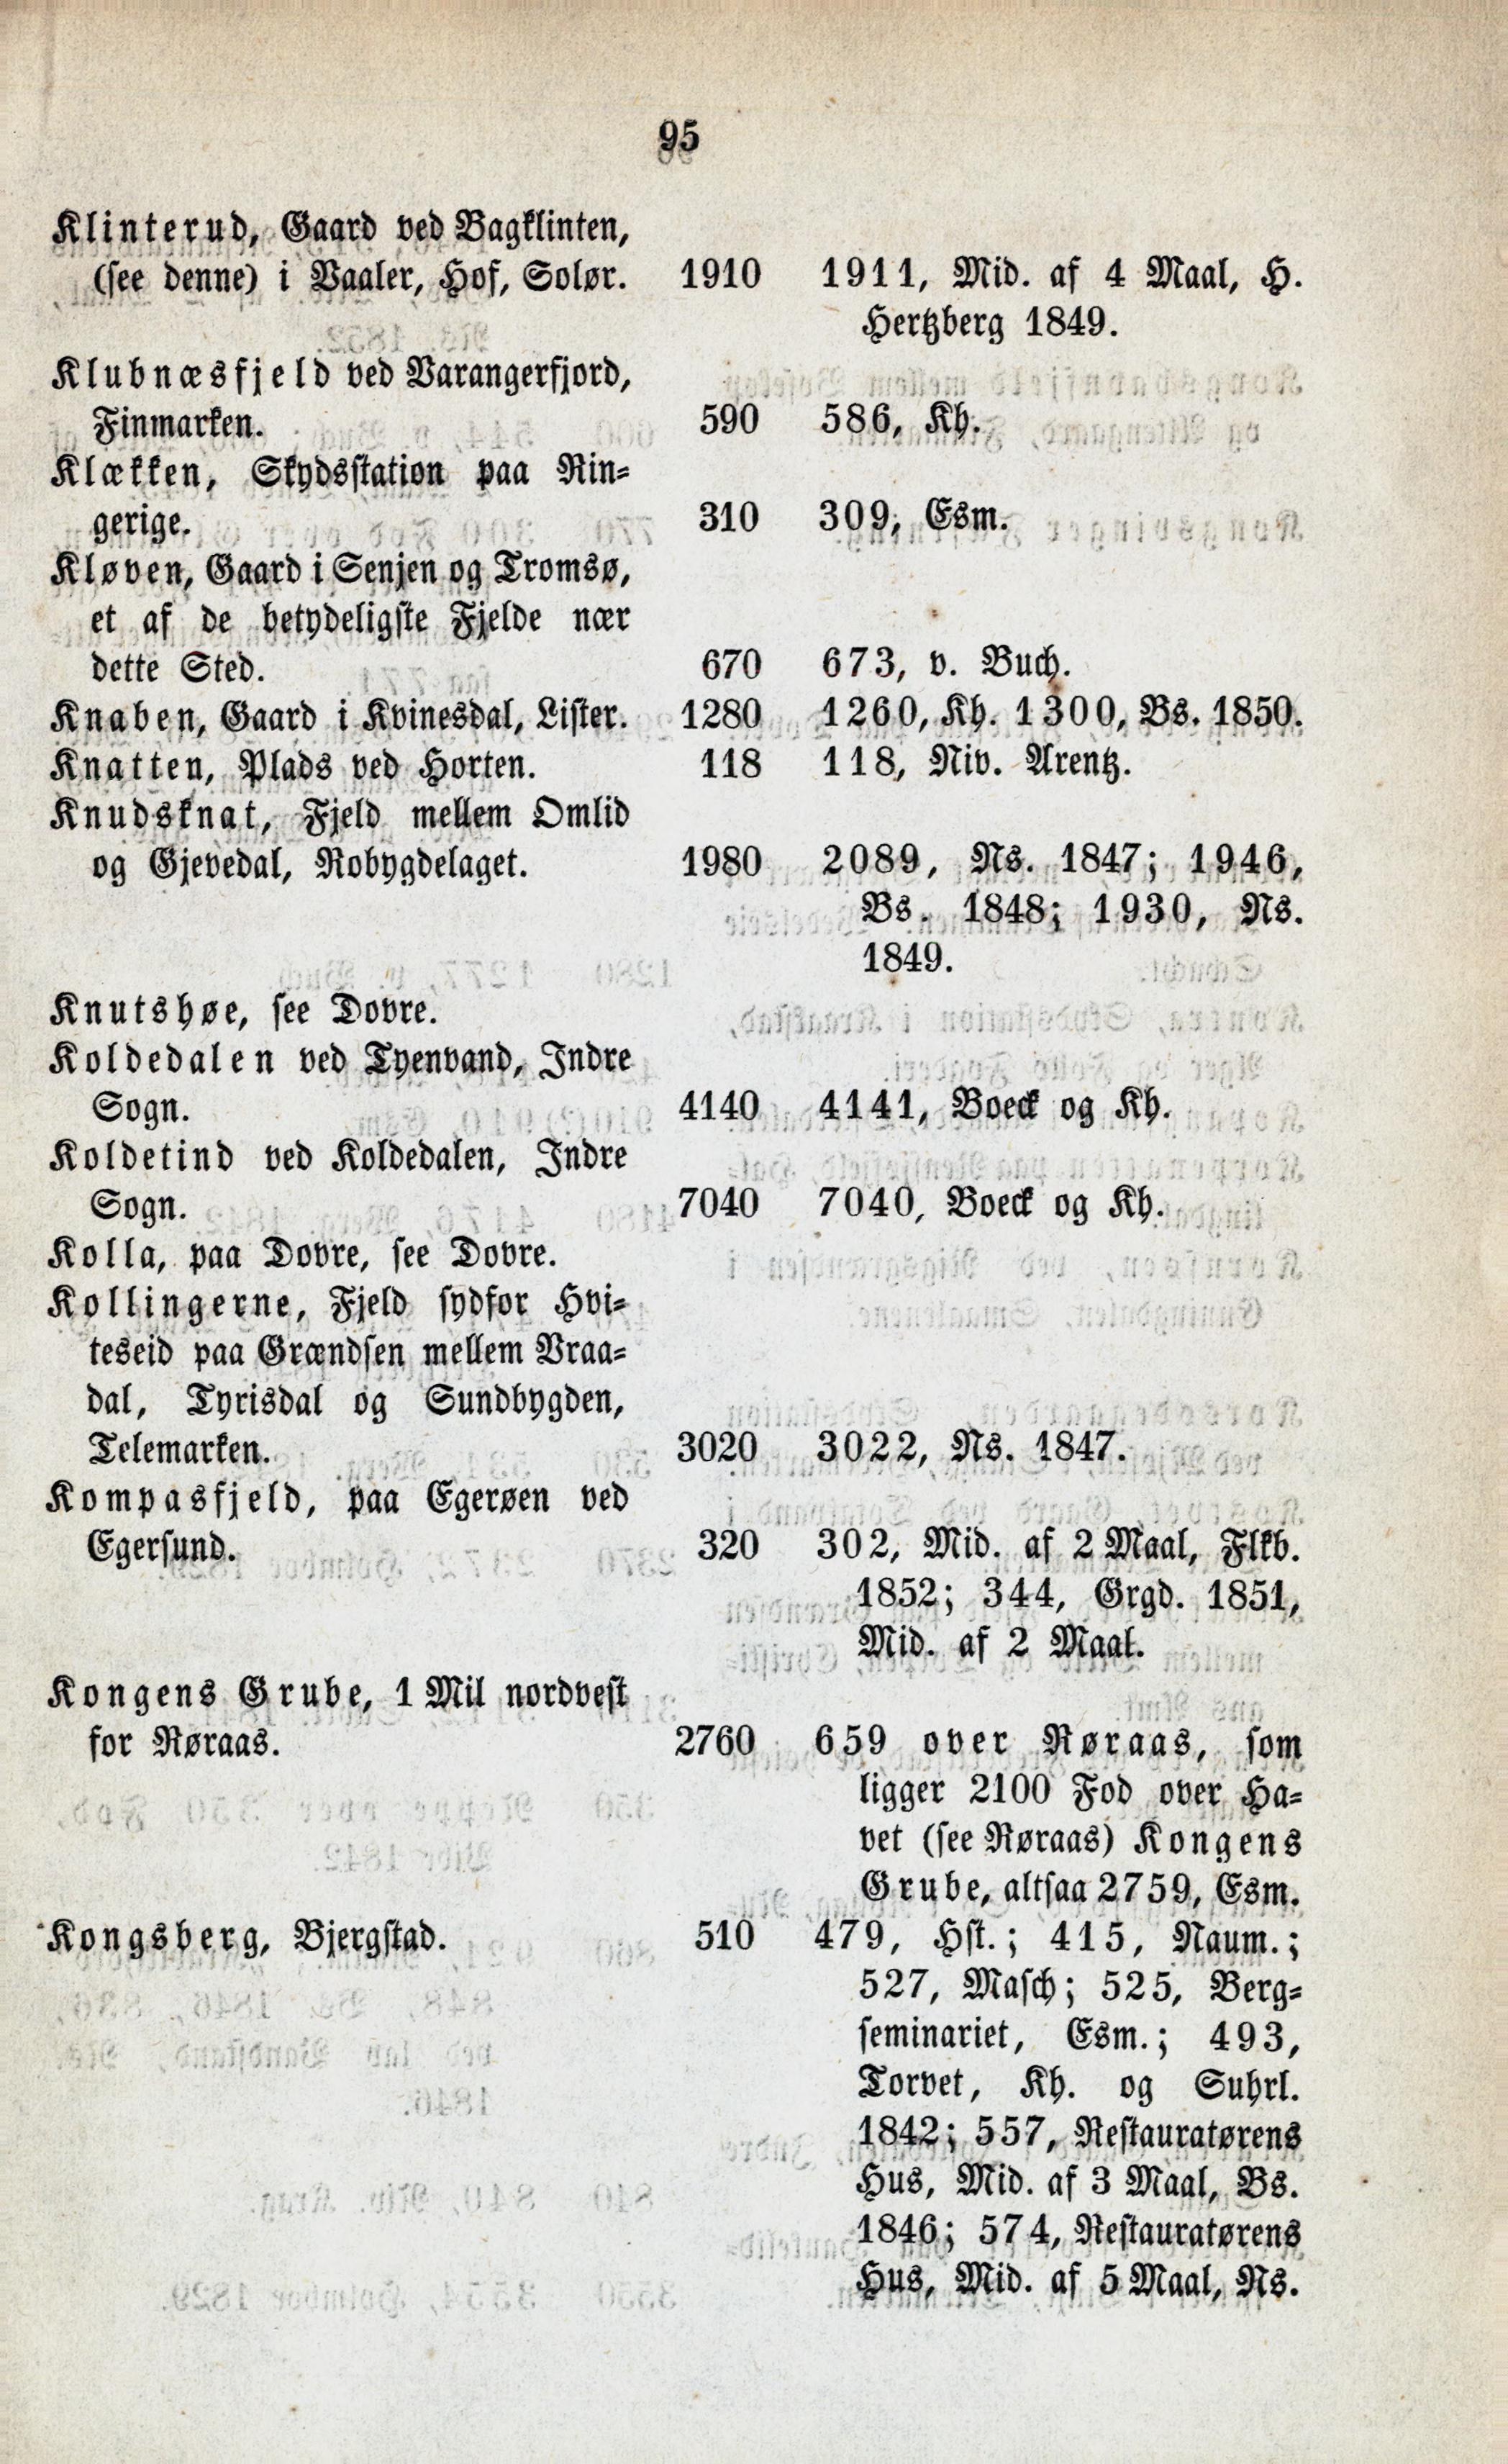 95
Klinterud, Gaard ved Bagklinten,
(see denne) i Vaaler, Hof, Solør. 1910 1911, Mid. af 4 Maal, H.
Hertzberg 1849.
Klubnæsfjeld ved Varangerfjord,
Finmarken. 590 586, Kh.
Klækken, Skydsstation paa Rin-
gerige. 310 309, Esm.
Kløven, Gaard i Senjen og Tromsø,
et af de betydeligste Fjelde nær
dette Sted. 670 673, v. Buch.
Knaben, Gaard i Kvinesdal, Lister. 1280 1260, Kh. 1300, Bs. 1850.
Knatten, Plads ved Horten. 118 118, Niv. Arentz.
Knudsknat, Fjeld mellem Omlid
og Gjevedal, Robygdelaget. 1980 2089, Ns. 1847; 1946,
Bs. 1848; 1930, Ns.
1849.
Knutshøe, see Dovre.
Koldedalen ved Tyenvand, Indre
Sogn. 4140 4141, Boeck og Kh.
Koldetind ved Koldedalen, Indre
Sogn. 7040 7040, Boeck og Kh.
Kolla, paa Dovre, see Dovre.
Kollingerne, Fjeld sydfor Hvi-
teseid paa Grændsen mellem Vraa-
dal, Tyrisdal og Sundbygden,
Telemarken. 3020 3022, Ns. 1847.
Kompasfjeld, paa Egerøen ved
Egersund. 320 302, Mid. af 2 Maal, Flkb.
1852; 344, Grgd. 1851,
Mid. af 2 Maal.
Kongens Grube, 1 Mil nordvest
for Røraas. 2760 659 over Røraas, som
ligger 2100 Fod over Ha-
vet (see Røraas) Kongens
Grube, altsaa 2759, Esm.
Kongsberg, Bjergstad. 510 479, Hst.; 415, Naum.;
527, Masch; 525, Berg-
seminariet, Esm.; 493,
Torvet, Kh. og Suhrl.
1842; 557, Restauratørens
Hus, Mid. af 3 Maal, Bs.
1846; 574, Restauratørens
Hus, Mid. af 5 Maal, Ns.